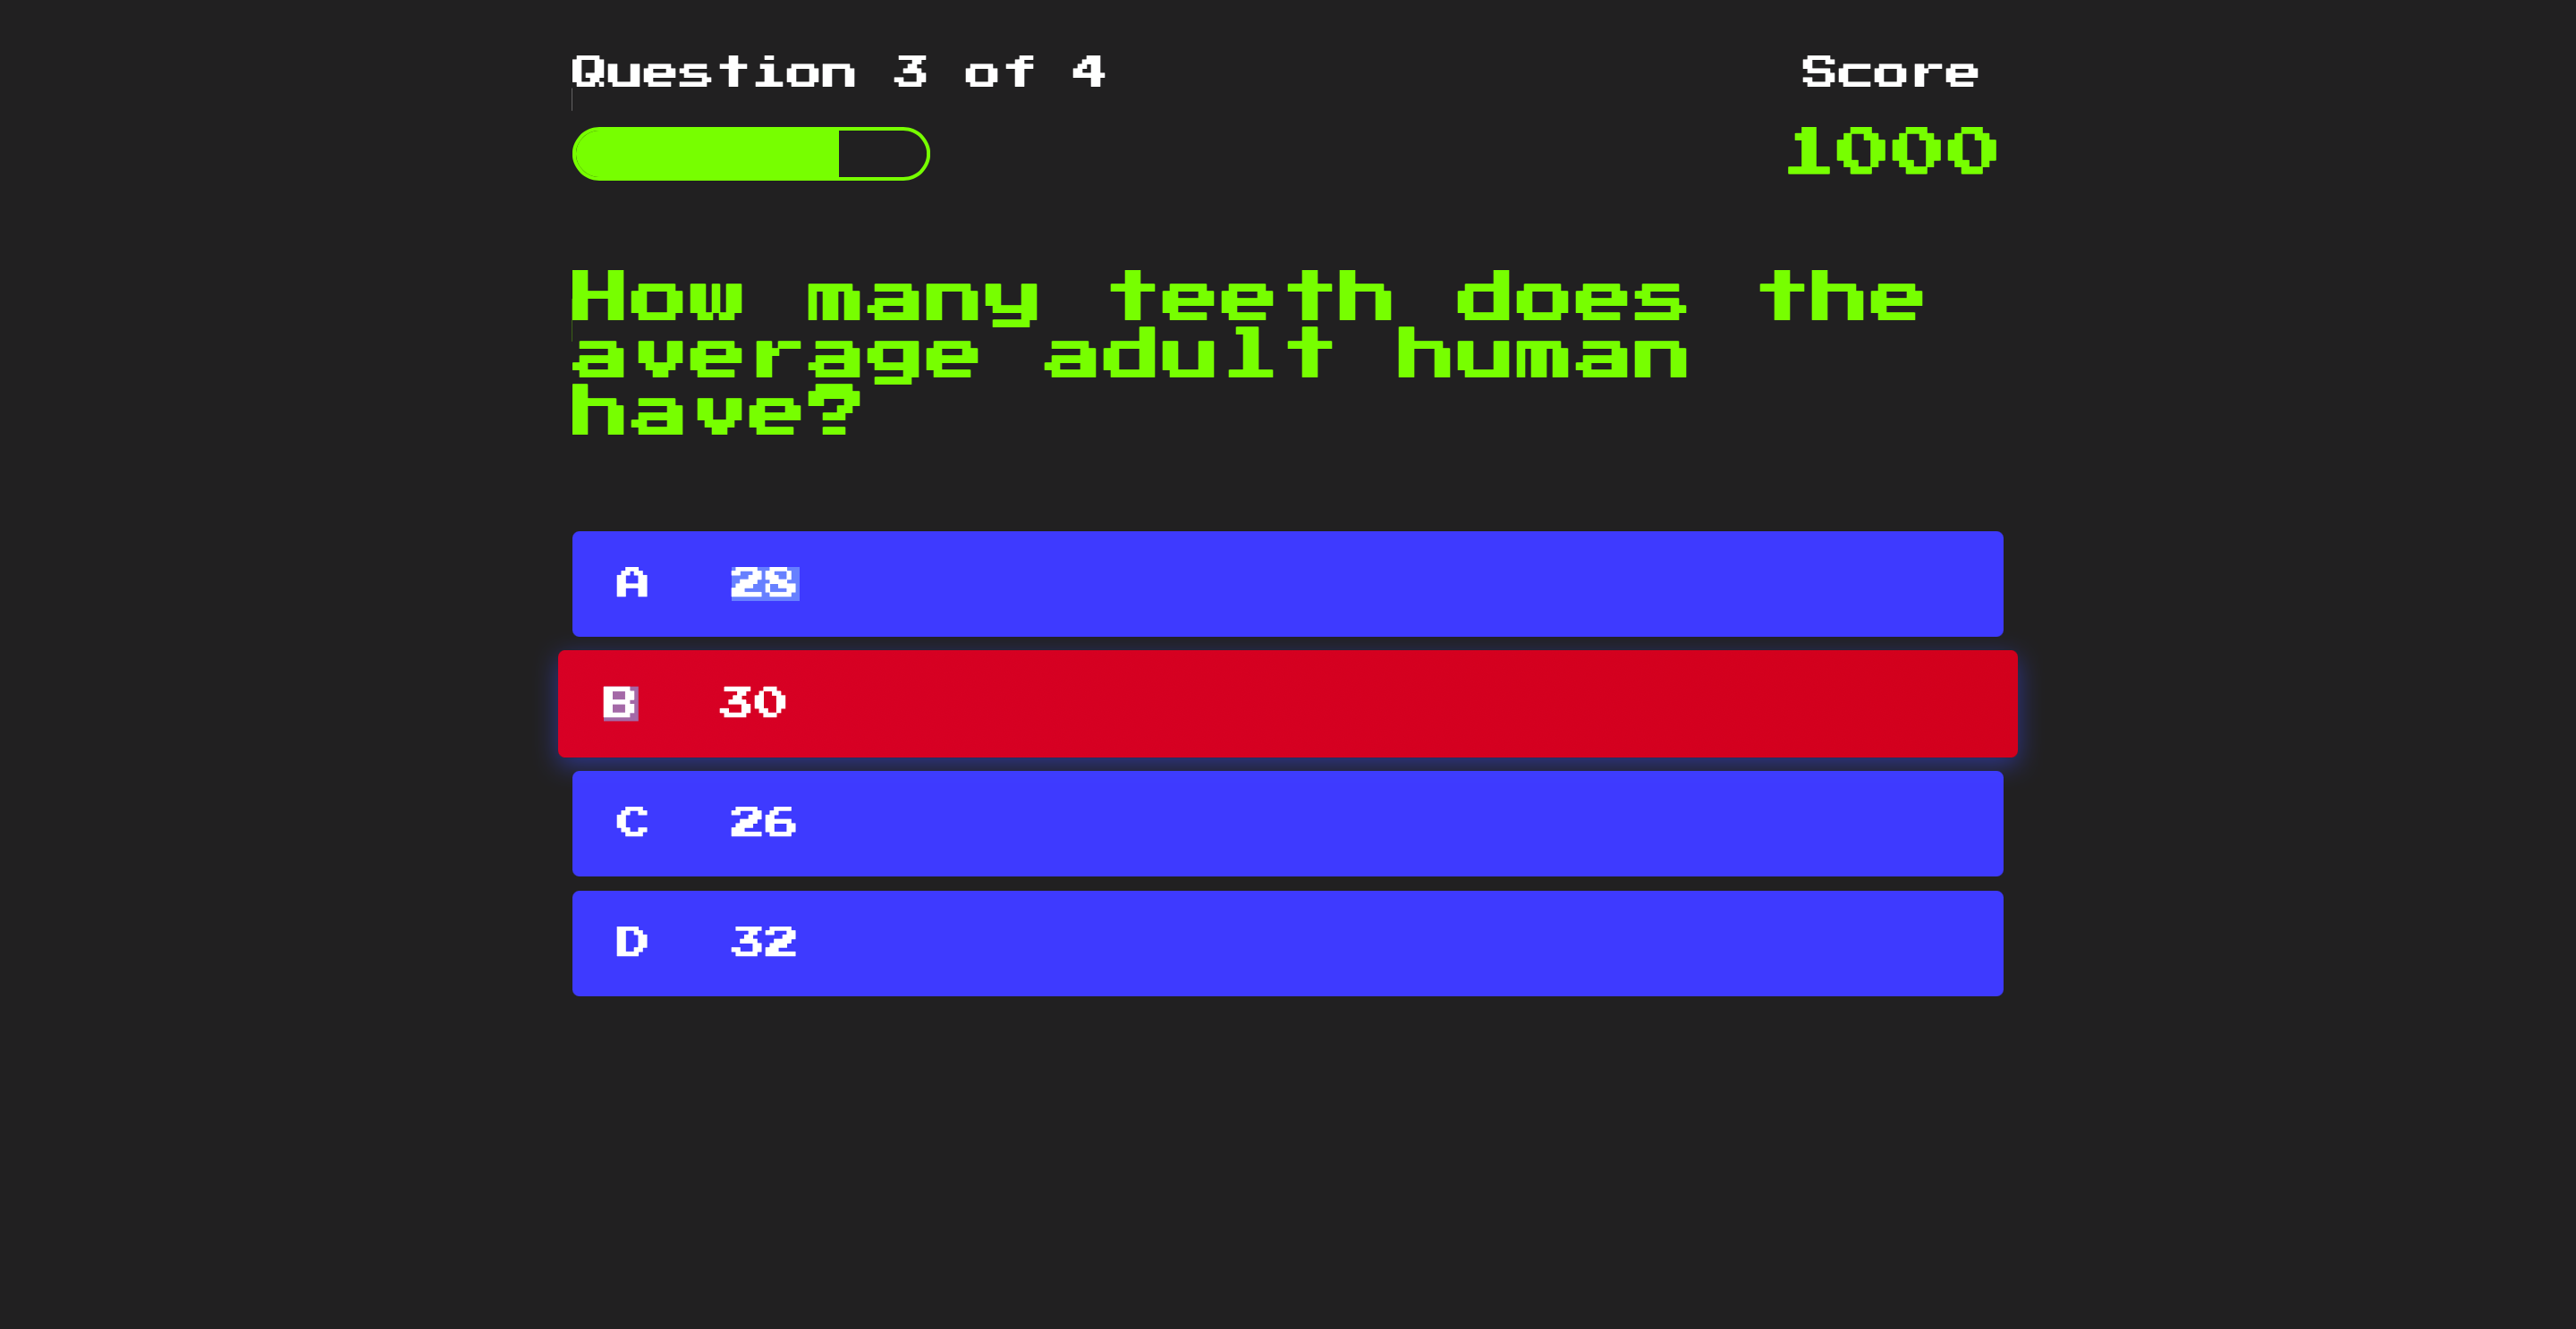 Question 3 of 4
Score
1000
How many teeth does the
average adult human
have?
A 28
B 30
C 26
D 32